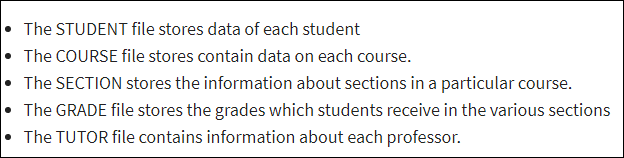 • The STUDENT file stores data of each student
• The COURSE file stores contain data on each course.
• The SECTION stores the information about sections in a particular course.
• The GRADE file stores the grades which students receive in the various sections
• The TUTOR file contains information about each professor.